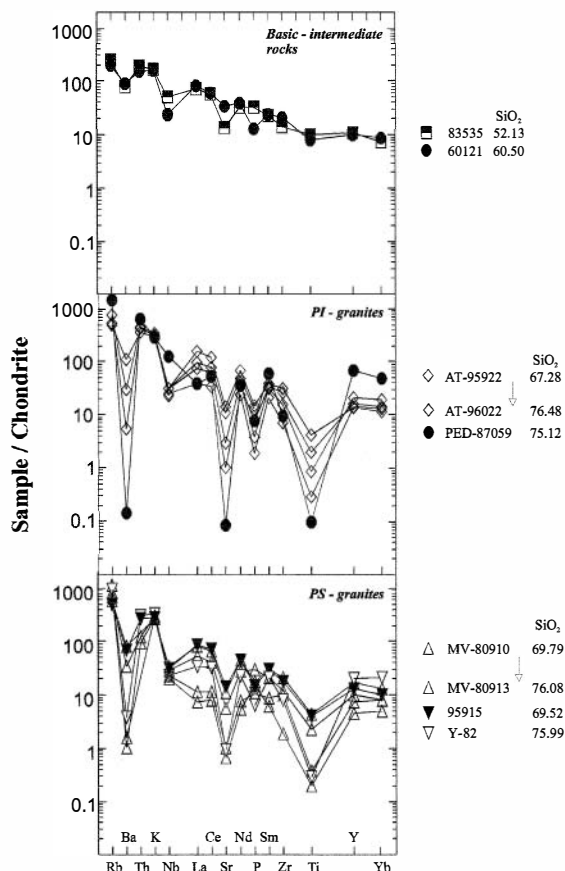 Sample / Chondrite
1000
100
10
1
0.1
Basic - intermediate
rocks
SiO₂
83535 52.13
60121 60.50
1000
100
10
1
0.1
PI - granites
SiO₂
AT-95922 67.28
AT-96022 76.48
PED-87059 75.12
1000
100
10
1
0.1
PS - granites
SiO₂
MV-80910 69.79
MV-80913 76.08
95915 69.52
Y-82 75.99
Ba K Ce Nd Sm Y
Rb Th Nb La Sr P Zr Ti Yb